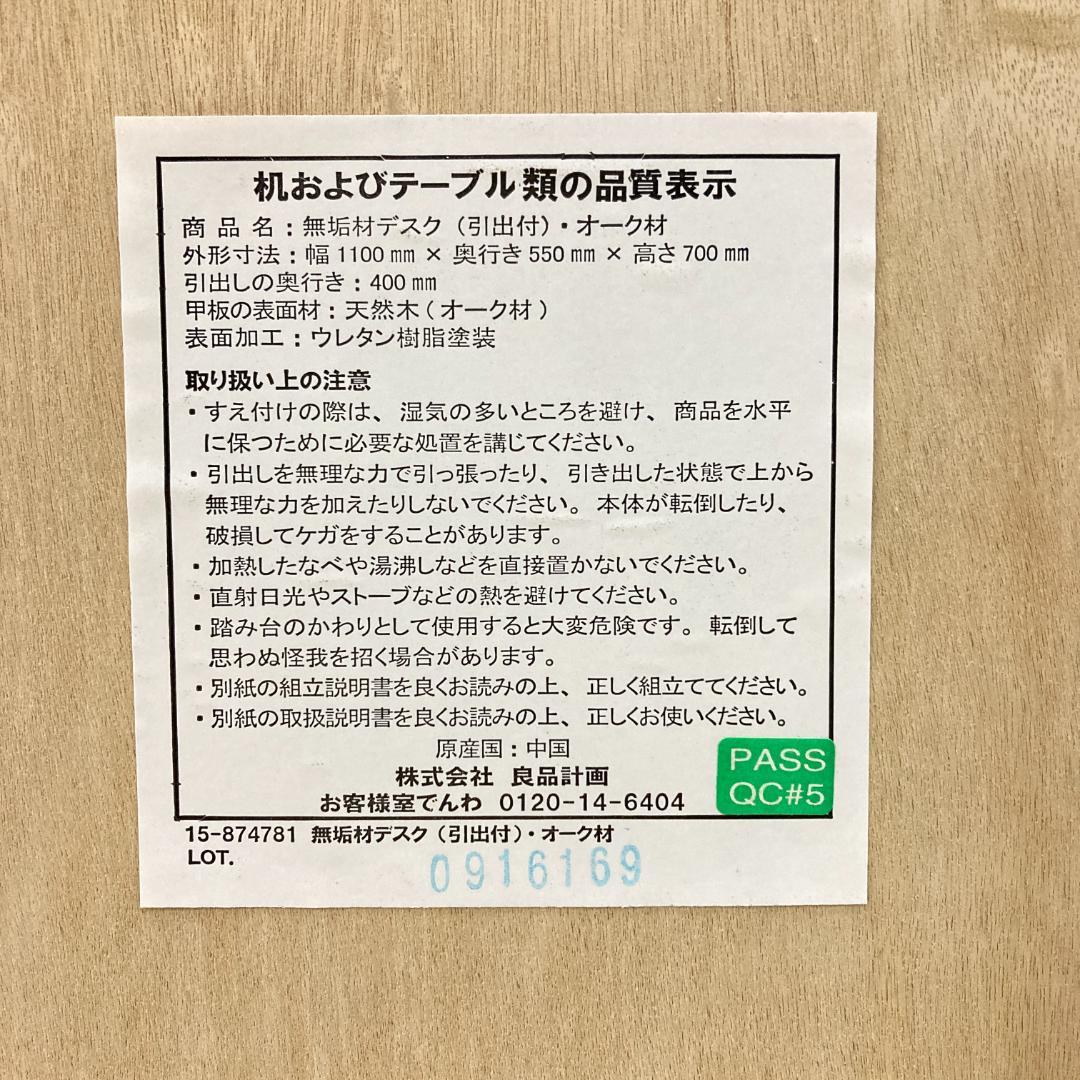 机およびテーブル類の品質表示
商品名：無垢材デスク（引出付）・オーク材
外形寸法：幅1100㎜ × 奥行き550㎜ × 高さ700㎜
引出しの奥行き：400㎜
甲板の表面材：天然木（オーク材）
表面加工：ウレタン樹脂塗装
取り扱い上の注意
・すえ付けの際は、湿気の多いところを避け、商品を水平
に保つために必要な処置を講じてください。
・引出しを無理な力で引っ張ったり、引き出した状態で上から
無理な力を加えたりしないでください。本体が転倒したり、
破損してケガをすることがあります。
・加熱したなべや湯沸しなどを直接置かないでください。
・直射日光やストーブなどの熱を避けてください。
・踏み台のかわりとして使用すると大変危険です。転倒して
思わぬ怪我を招く場合があります。
・別紙の組立説明書を良くお読みの上、正しく組立ててください。
・別紙の取扱説明書を良くお読みの上、正しくお使いください。
原産国：中国
株式会社 良品計画
お客様室でんわ 0120-14-6404
PASS
QC#5
15-874781 無垢材デスク（引出付）・オーク材
LOT.
0916169